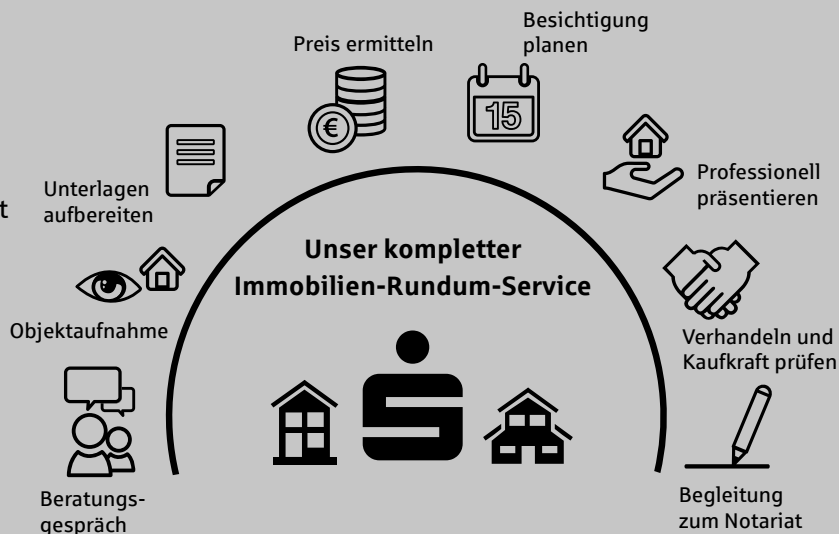 Preis ermitteln
Besichtigung
planen
15
€
Unterlagen
aufbereiten
t
Professionell
präsentieren
Unser kompletter
Immobilien-Rundum-Service
Objektaufnahme
Verhandeln und
Kaufkraft prüfen
Beratungs-
gespräch
Begleitung
zum Notariat